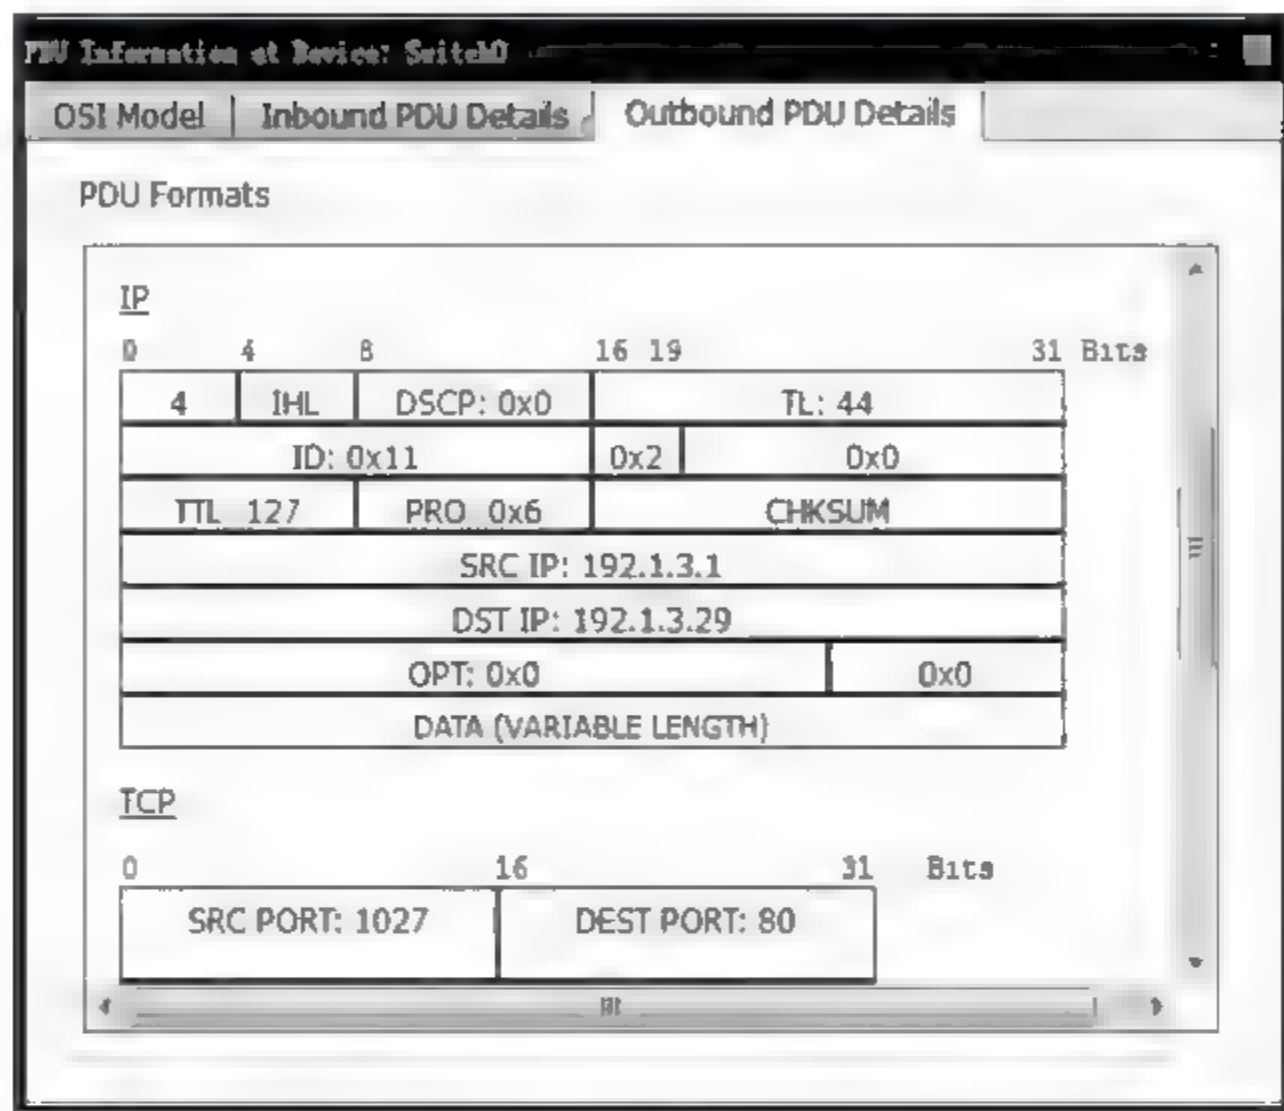 PDU Information at Device: Switch0
OSI Model Inbound PDU Details Outbound PDU Details
PDU Formats
IP
0 4 8 16 19 31 Bits
4 IHL DSCP: 0x0 TL: 44
ID: 0x11 0x2 0x0
TTL 127 PRO 0x6 CHKSUM
SRC IP: 192.1.3.1
DST IP: 192.1.3.29
OPT: 0x0 0x0
DATA (VARIABLE LENGTH)
TCP
0 16 31 Bits
SRC PORT: 1027 DEST PORT: 80